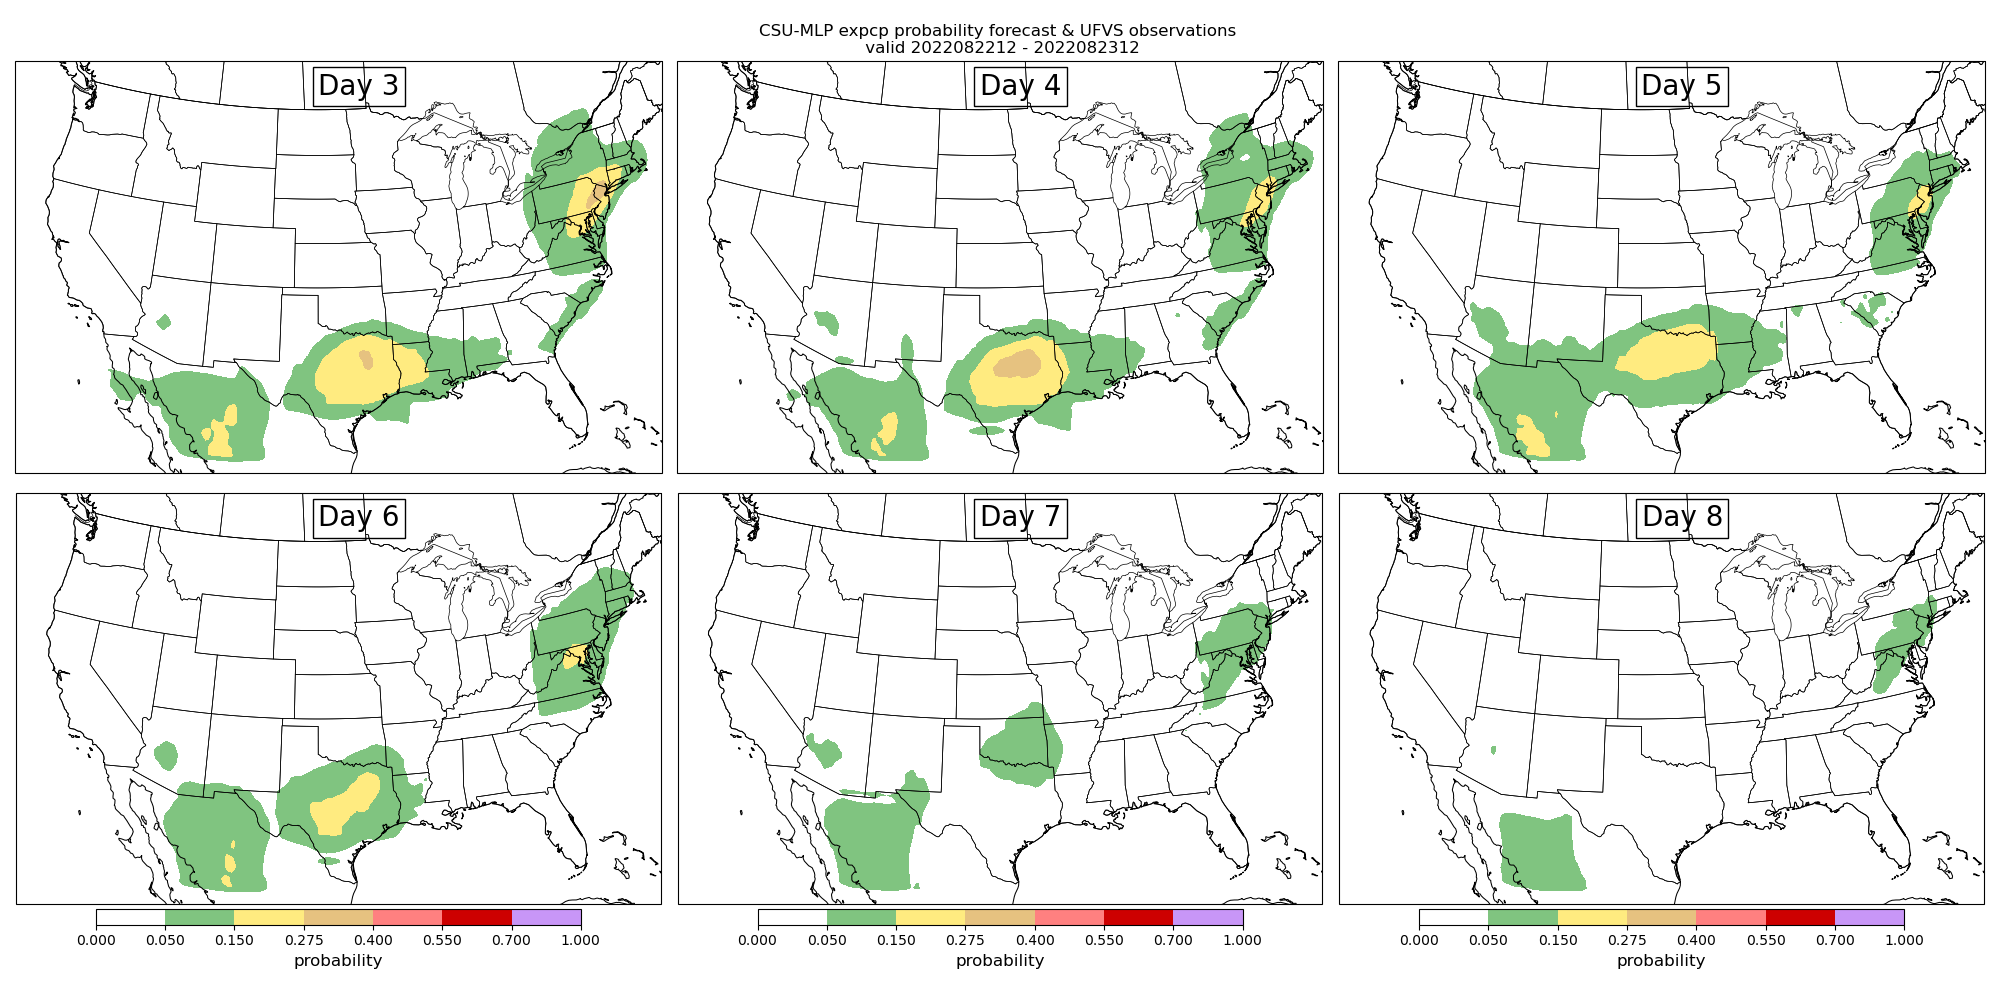 CSU-MLP expcp probability forecast & UFVS observations
valid 2022082212 - 2022082312
Day 3
Day 4
Day 5
Day 6
Day 7
Day 8
0.000 0.050 0.150 0.275 0.400 0.550 0.700 1.000
probability
0.000 0.050 0.150 0.275 0.400 0.550 0.700 1.000
probability
0.000 0.050 0.150 0.275 0.400 0.550 0.700 1.000
probability